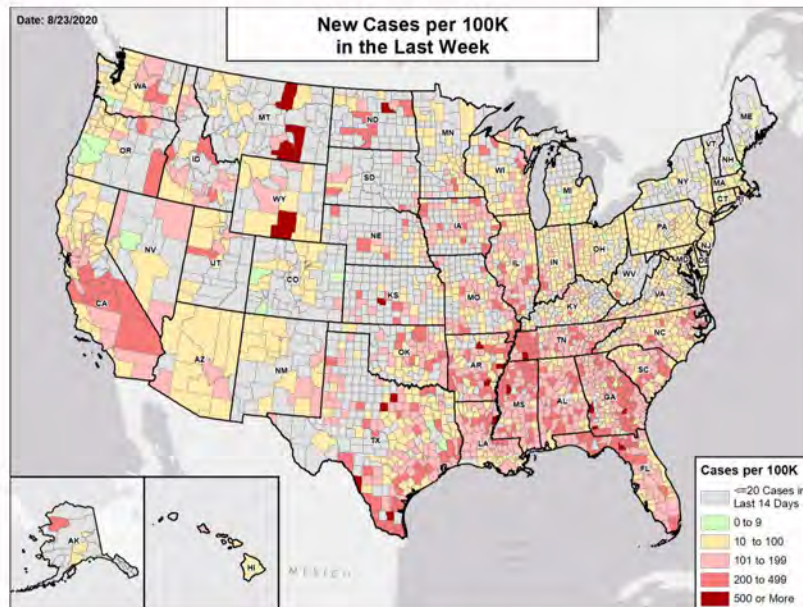 Date: 8/23/2020
New Cases per 100K
in the Last Week
WA
MT
ND
MN
ME
OR
ID
WI
VT
NH
SD
WY
MI
NY
MA
CT
IA
NE
PA
NV
UT
IL
IN
OH
NJ
MD
DE
CO
WV
CA
KS
MO
KY
VA
AZ
NM
OK
AR
TN
NC
SC
MS
AL
GA
TX
LA
FL
AK
HI
MEXICO
Cases per 100K
<=20 Cases in
Last 14 Days
0 to 9
10 to 100
101 to 199
200 to 499
500 or More